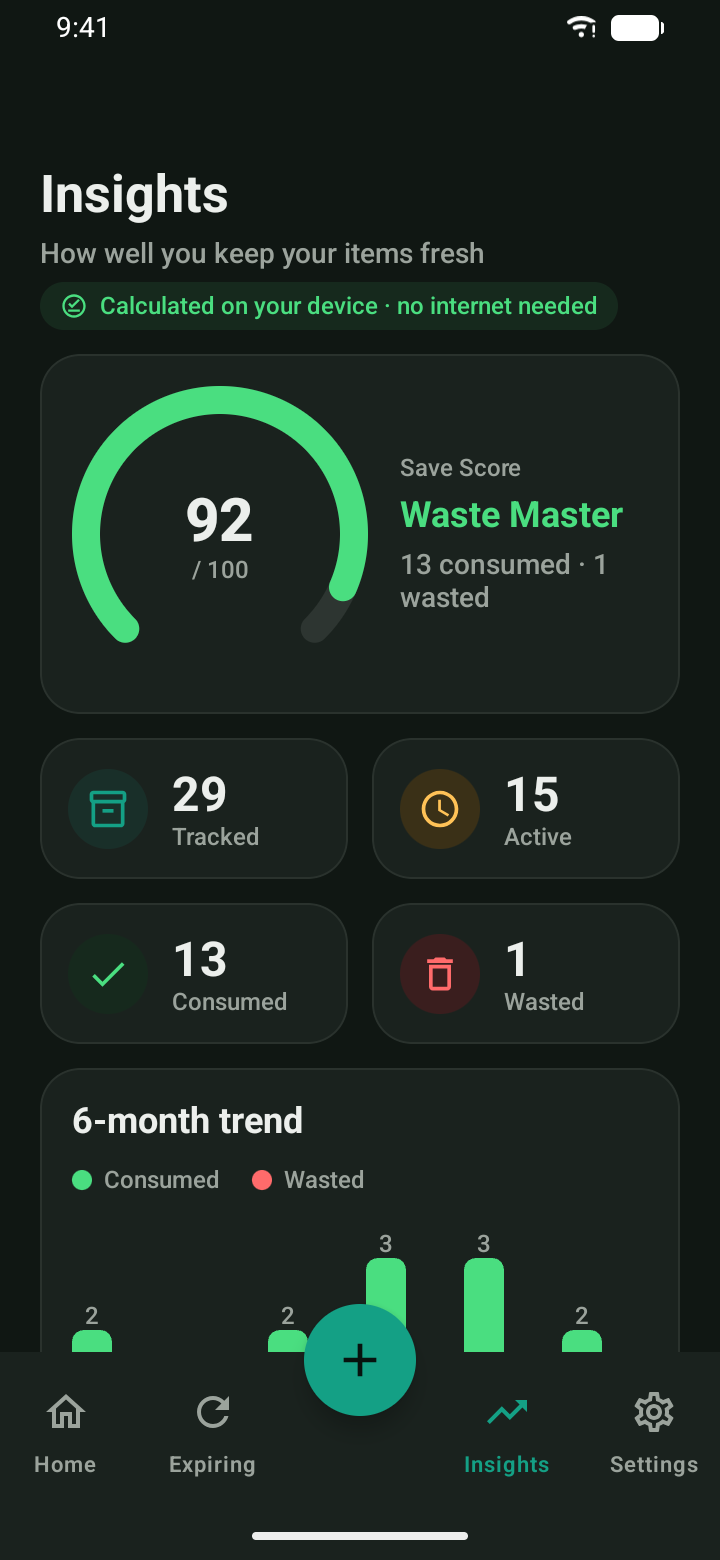 9:41
Insights
How well you keep your items fresh
Calculated on your device · no internet needed
92
/ 100
Save Score
Waste Master
13 consumed · 1
wasted
29
Tracked
15
Active
13
Consumed
1
Wasted
6-month trend
Consumed
Wasted
2
2
3
3
2
Home
Expiring
Insights
Settings